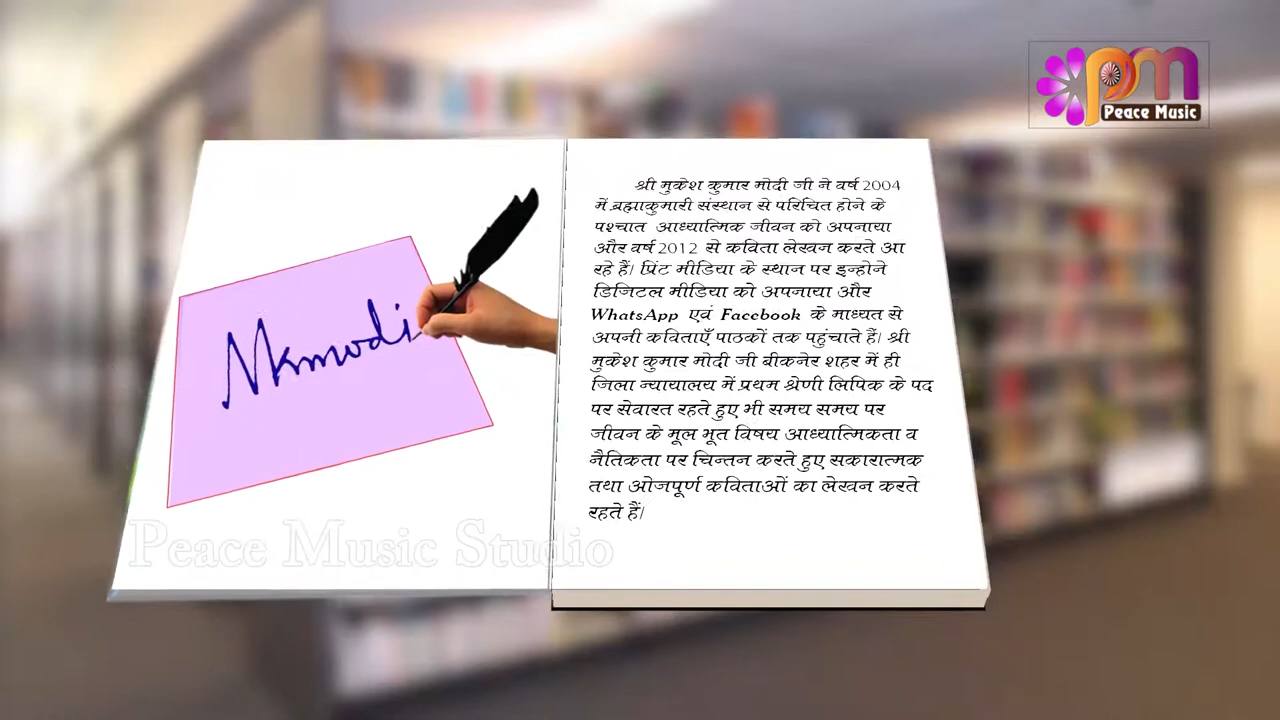 Peace Music
श्री मुकेश कुमार मोदी जी ने वर्ष 2004
में ब्रह्माकुमारी संस्थान से परिचित होने के
पश्चात आध्यात्मिक जीवन को अपनाया
और वर्ष 2012 से कविता लेखन करते आ
रहे हैं। प्रिंट मीडिया के स्थान पर इन्होने
डिजिटल मीडिया को अपनाया और
WhatsApp एवं Facebook के माध्यत से
अपनी कविताएँ पाठकों तक पहुंचाते हैं। श्री
मुकेश कुमार मोदी जी बीकनेर शहर में ही
जिला न्यायालय में प्रथम श्रेणी लिपिक के पद
पर सेवारत रहते हुए भी समय समय पर
जीवन के मूल भूत विषय आध्यात्मिकता व
नैतिकता पर चिन्तन करते हुए सकारात्मक
तथा ओजपूर्ण कविताओं का लेखन करते
रहते हैं।
Mkmodi
Peace Music Studio